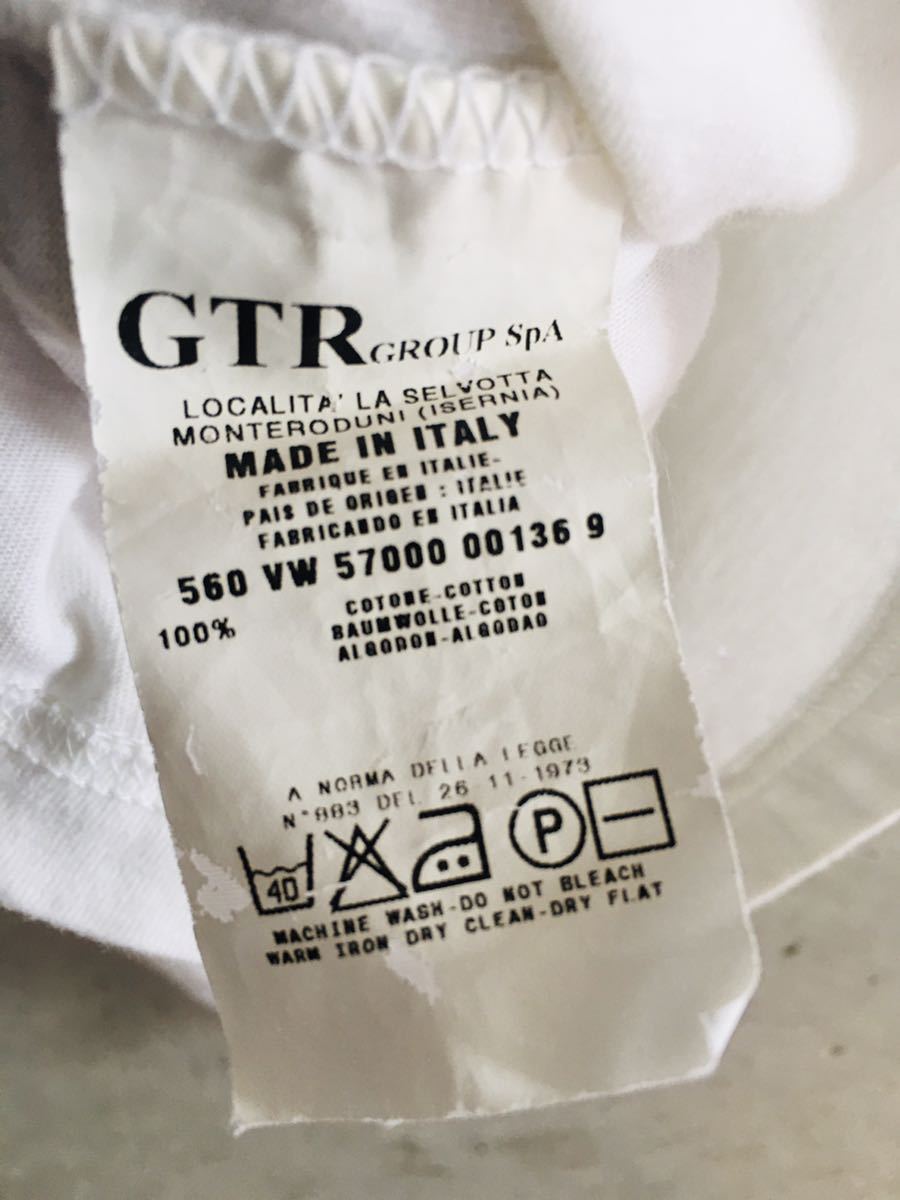 GTR GROUP SpA
LOCALITA' LA SELVOTTA
MONTERODUNI (ISERNIA)
MADE IN ITALY
FABRIQUE EN ITALIE-
PAIS DE ORIGEN : ITALIE
FABRICANDO EN ITALIA
560 VW 57000 00136 9
100% COTONE-COTTON
BAUMWOLLE-COTON
ALGODON-ALGODAO
A NORMA DELLA LEGGE
N°883 DEL 26 11-1973
40 P
MACHINE WASH-DO NOT BLEACH
WARM IRON DRY CLEAN-DRY FLAT